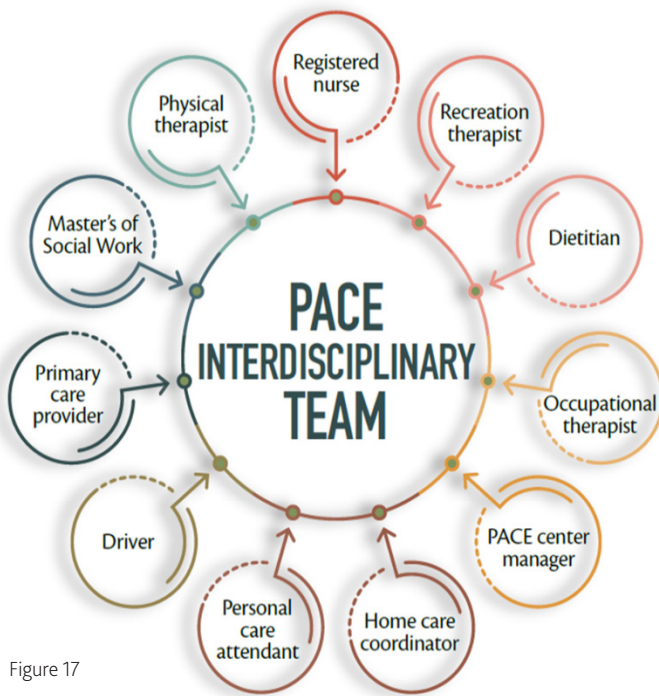 PACE
INTERDISCIPLINARY
TEAM
Registered
nurse
Recreation
therapist
Dietitian
Occupational
therapist
PACE center
manager
Home care
coordinator
Personal
care
attendant
Driver
Primary
care
provider
Master's of
Social Work
Physical
therapist
Figure 17